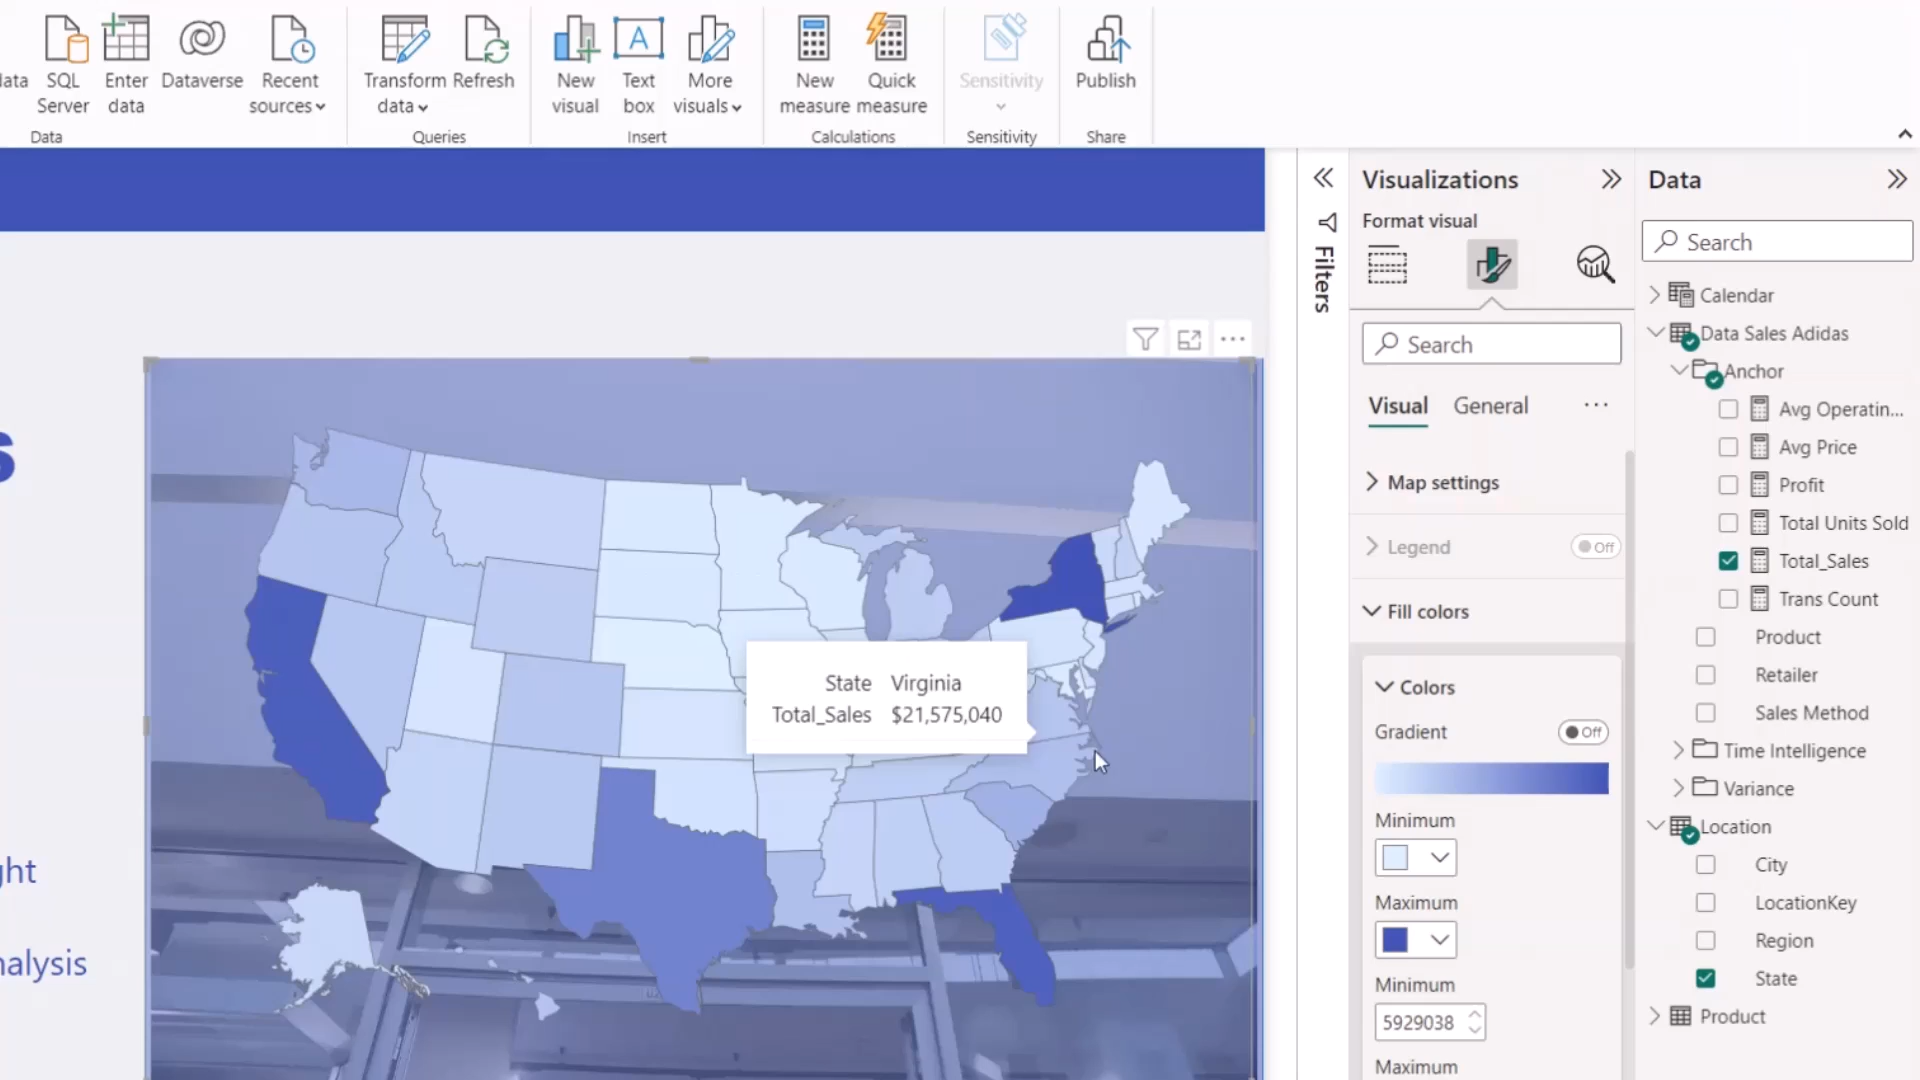 SQL Server
Enter data
Dataverse
Recent sources
Transform data
Refresh
New visual
Text box
More visuals
New measure
Quick measure
Sensitivity
Publish
Data
Queries
Insert
Calculations
Sensitivity
Share
Filters
Visualizations
Format visual
Search
Visual General
Map settings
Legend Off
Fill colors
Colors
Gradient Off
Minimum
Maximum
Minimum
5929038
Maximum
Data
Search
Calendar
Data Sales Adidas
Anchor
Avg Operatin...
Avg Price
Profit
Total Units Sold
Total_Sales
Trans Count
Product
Retailer
Sales Method
Time Intelligence
Variance
Location
City
LocationKey
Region
State
Product
State Virginia
Total_Sales $21,575,040
s
ght
nalysis